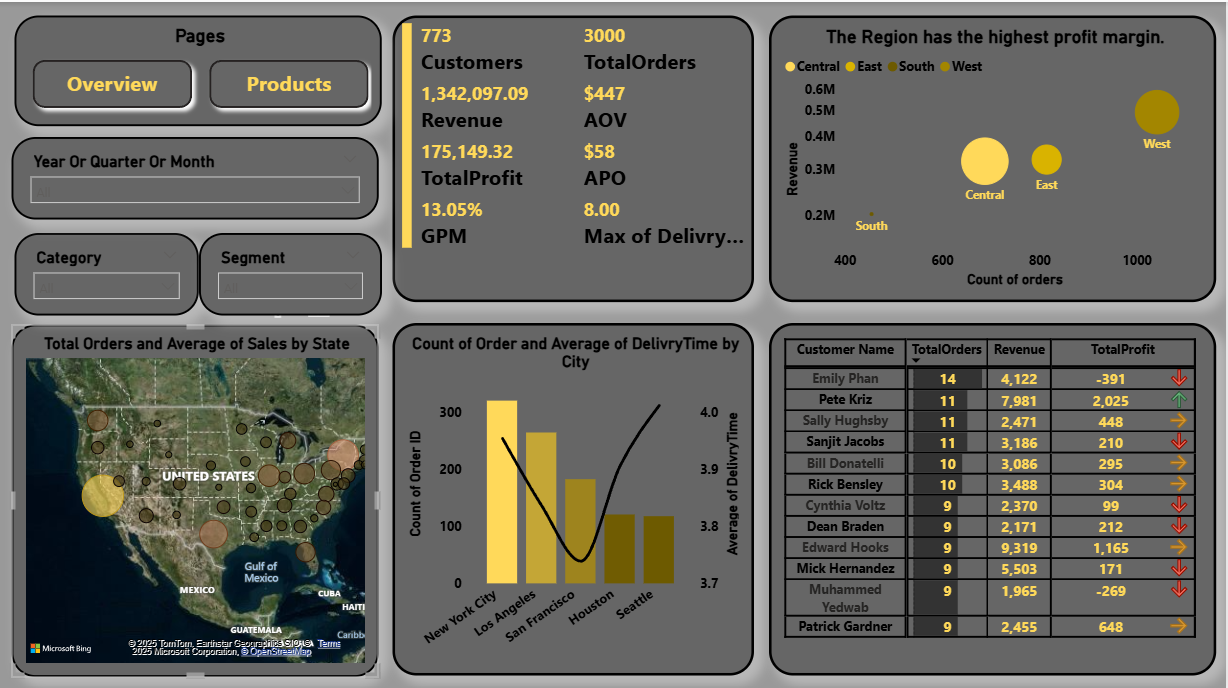 Pages
Overview
Products
Year Or Quarter Or Month
All
Category
All
Segment
All
773
Customers
3000
TotalOrders
1,342,097.09
Revenue
$447
AOV
175,149.32
TotalProfit
$58
APO
13.05%
GPM
8.00
Max of Delivry...
The Region has the highest profit margin.
Central East South West
Revenue
0.6M
0.5M
0.4M
0.3M
0.2M
West
Central
East
South
400 600 800 1000
Count of orders
Total Orders and Average of Sales by State
UNITED STATES
Gulf of
Mexico
MEXICO
CUBA
HAITI
GUATEMALA
Caribb
Microsoft Bing
© 2025 TomTom, Earthstar Geographics SIO, ©
2025 Microsoft Corporation, © OpenStreetMap
Terms
Count of Order and Average of DelivryTime by
City
Count of Order ID
300
200
100
0
4.0
3.9
3.8
3.7
Average of DelivryTime
New York City
Los Angeles
San Francisco
Houston
Seattle
Customer Name TotalOrders Revenue TotalProfit
Emily Phan 14 4,122 -391
Pete Kriz 11 7,981 2,025
Sally Hughsby 11 2,471 448
Sanjit Jacobs 11 3,186 210
Bill Donatelli 10 3,086 295
Rick Bensley 10 3,488 304
Cynthia Voltz 9 2,370 99
Dean Braden 9 2,171 212
Edward Hooks 9 9,319 1,165
Mick Hernandez 9 5,503 171
Muhammed
Yedwab 9 1,965 -269
Patrick Gardner 9 2,455 648